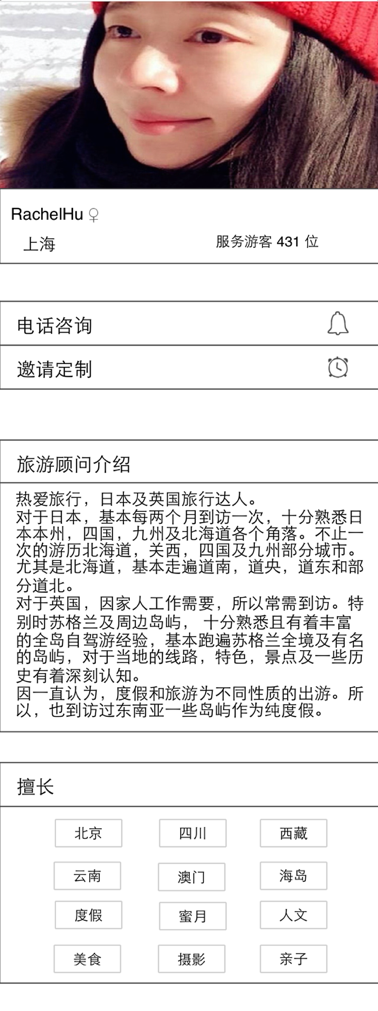 RachelHu♀
上海 服务游客 431 位
电话咨询
邀请定制
旅游顾问介绍
热爱旅行，日本及英国旅行达人。
对于日本，基本每两个月到访一次，十分熟悉日
本本州，四国，九州及北海道各个角落。不止一
次的游历北海道，关西，四国及九州部分城市。
尤其是北海道，基本走遍道南，道央，道东和部
分道北。
对于英国，因家人工作需要，所以常需到访。特
别时苏格兰及周边岛屿， 十分熟悉且有着丰富
的全岛自驾游经验，基本跑遍苏格兰全境及有名
的岛屿，对于当地的线路，特色，景点及一些历
史有着深刻认知。
因一直认为，度假和旅游为不同性质的出游。所
以，也到访过东南亚一些岛屿作为纯度假。
擅长
北京 四川 西藏
云南 澳门 海岛
度假 蜜月 人文
美食 摄影 亲子